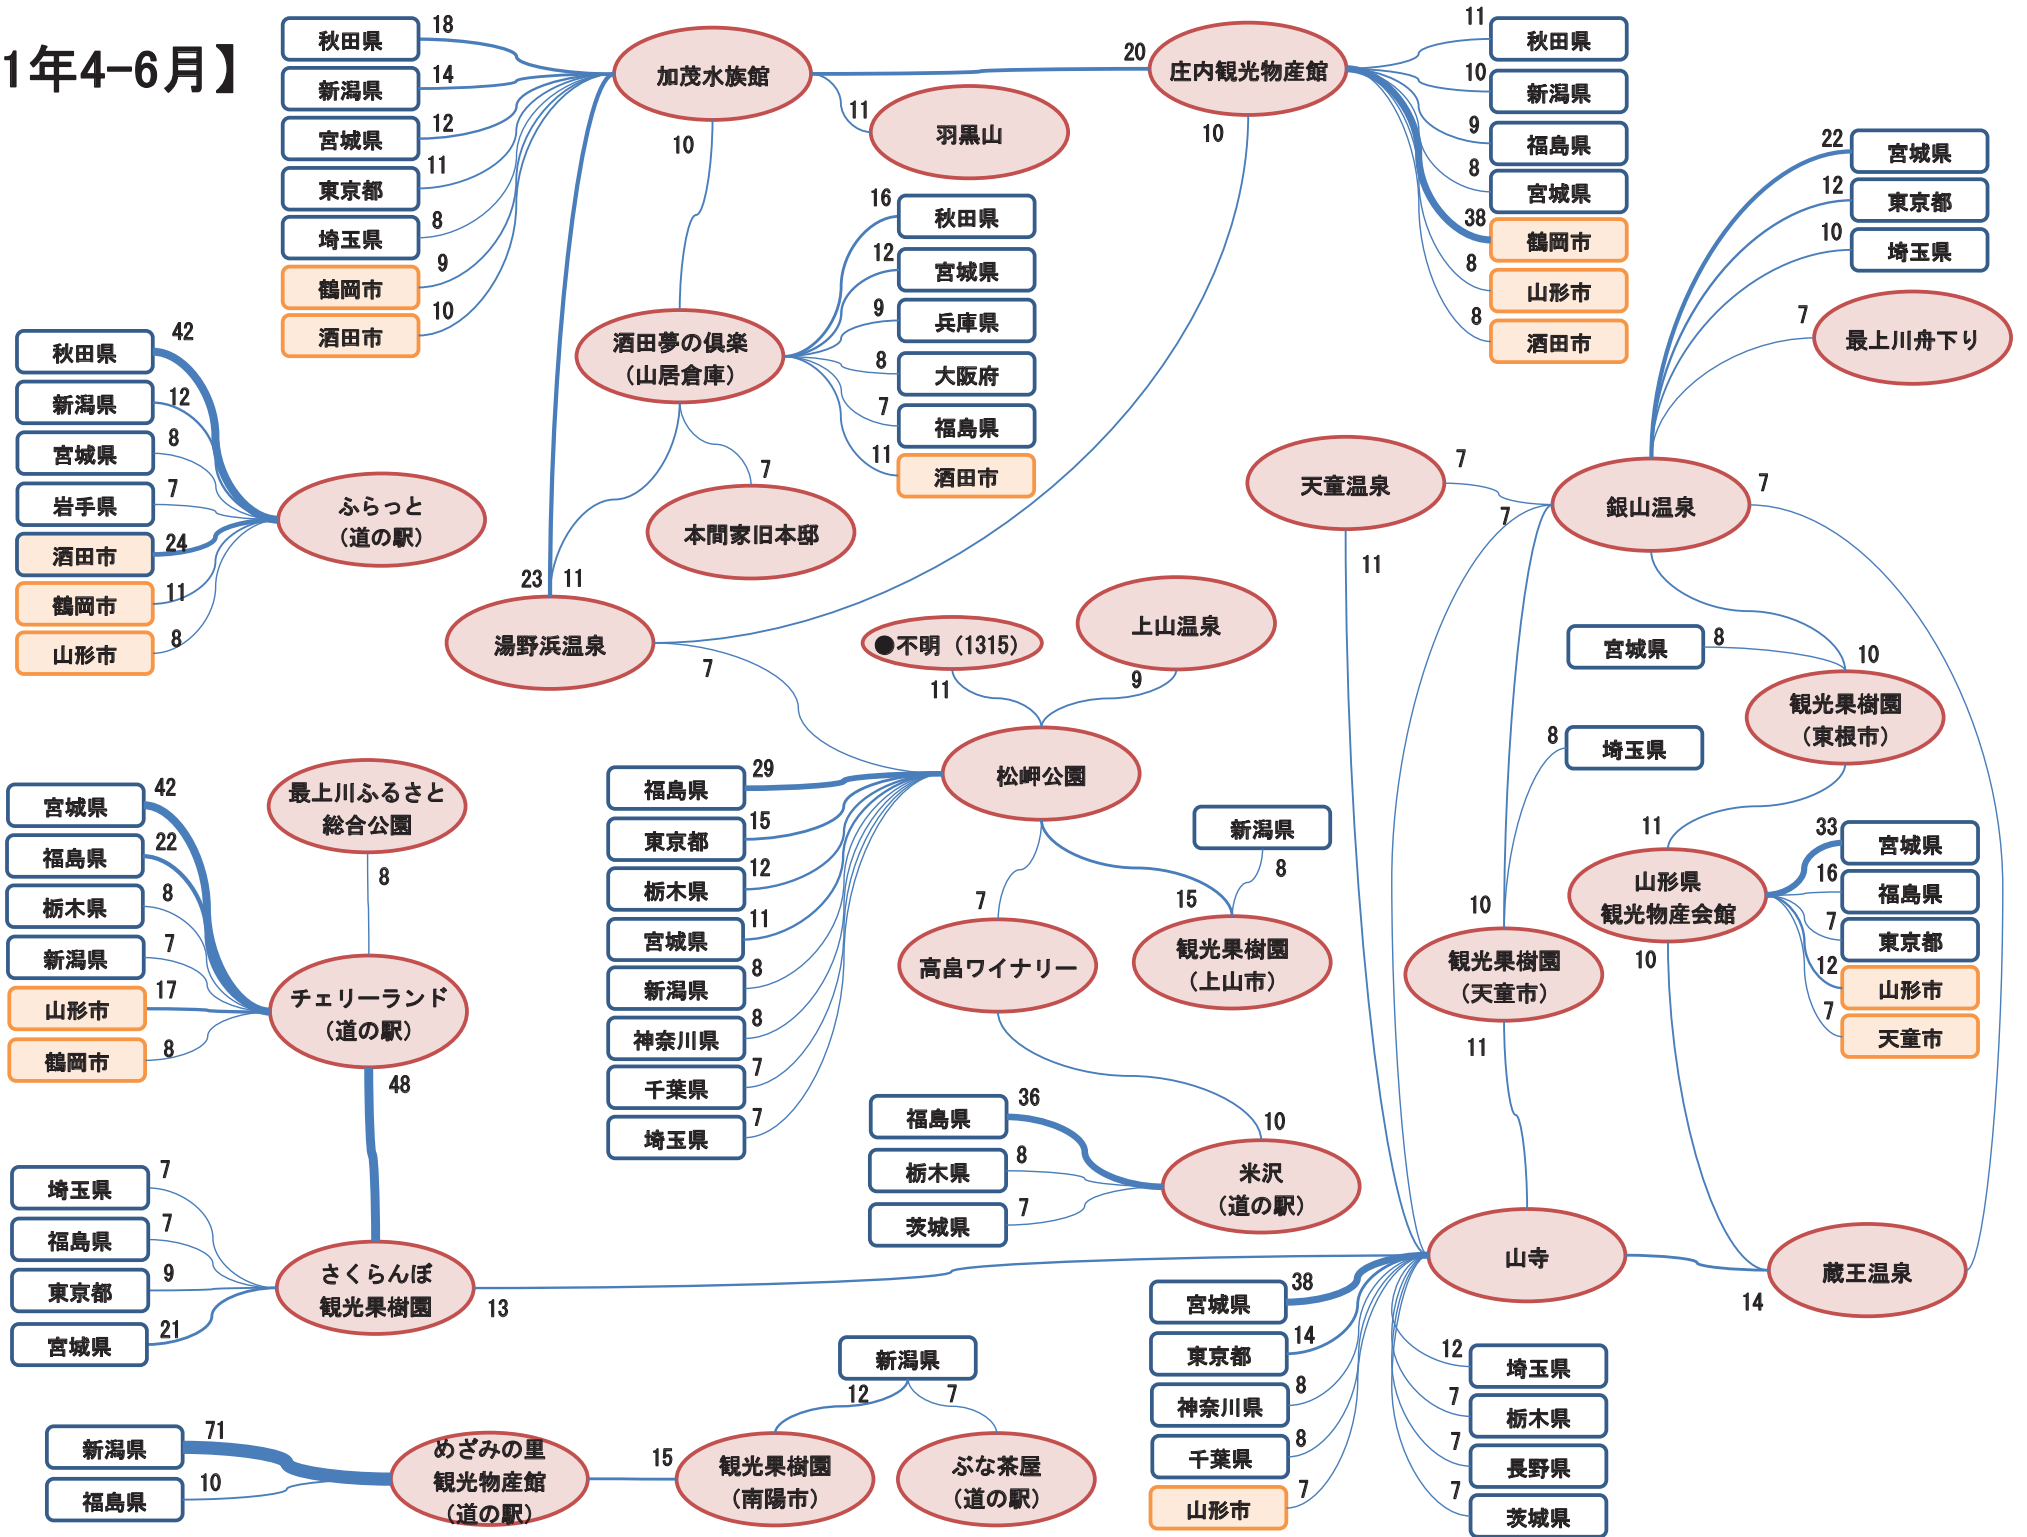 1年4-6月】
秋田県
18
新潟県
14
宮城県
12
東京都
11
埼玉県
8
鶴岡市
9
酒田市
10
加茂水族館
20
11
10
羽黒山
庄内観光物産館
10
11
秋田県
10
新潟県
9
福島県
8
宮城県
38
鶴岡市
8
山形市
8
酒田市
22
宮城県
12
東京都
10
埼玉県
7
最上川舟下り
酒田夢の倶楽
（山居倉庫）
16
秋田県
12
宮城県
9
兵庫県
8
大阪府
7
福島県
11
酒田市
7
本間家旧本邸
秋田県
42
新潟県
12
宮城県
8
岩手県
7
酒田市
24
鶴岡市
11
山形市
8
ふらっと
（道の駅）
23
11
湯野浜温泉
7
天童温泉
7
7
11
銀山温泉
7
●不明（1315）
11
上山温泉
9
宮城県
8
10
観光果樹園
（東根市）
8
埼玉県
松岬公園
福島県
29
東京都
15
栃木県
12
宮城県
11
新潟県
8
神奈川県
8
千葉県
7
埼玉県
7
宮城県
42
福島県
22
栃木県
8
新潟県
7
山形市
17
鶴岡市
8
最上川ふるさと
総合公園
8
チェリーランド
（道の駅）
48
7
高畠ワイナリー
新潟県
8
15
観光果樹園
（上山市）
10
観光果樹園
（天童市）
11
11
山形県
観光物産会館
10
33
宮城県
16
福島県
7
東京都
12
山形市
7
天童市
福島県
36
栃木県
8
茨城県
7
10
米沢
（道の駅）
埼玉県
7
福島県
7
東京都
9
宮城県
21
さくらんぼ
観光果樹園
13
山寺
14
蔵王温泉
宮城県
38
東京都
14
神奈川県
8
千葉県
8
山形市
7
12
埼玉県
7
栃木県
7
長野県
7
茨城県
新潟県
12
7
新潟県
71
福島県
10
めざみの里
観光物産館
（道の駅）
15
観光果樹園
（南陽市）
ぶな茶屋
（道の駅）